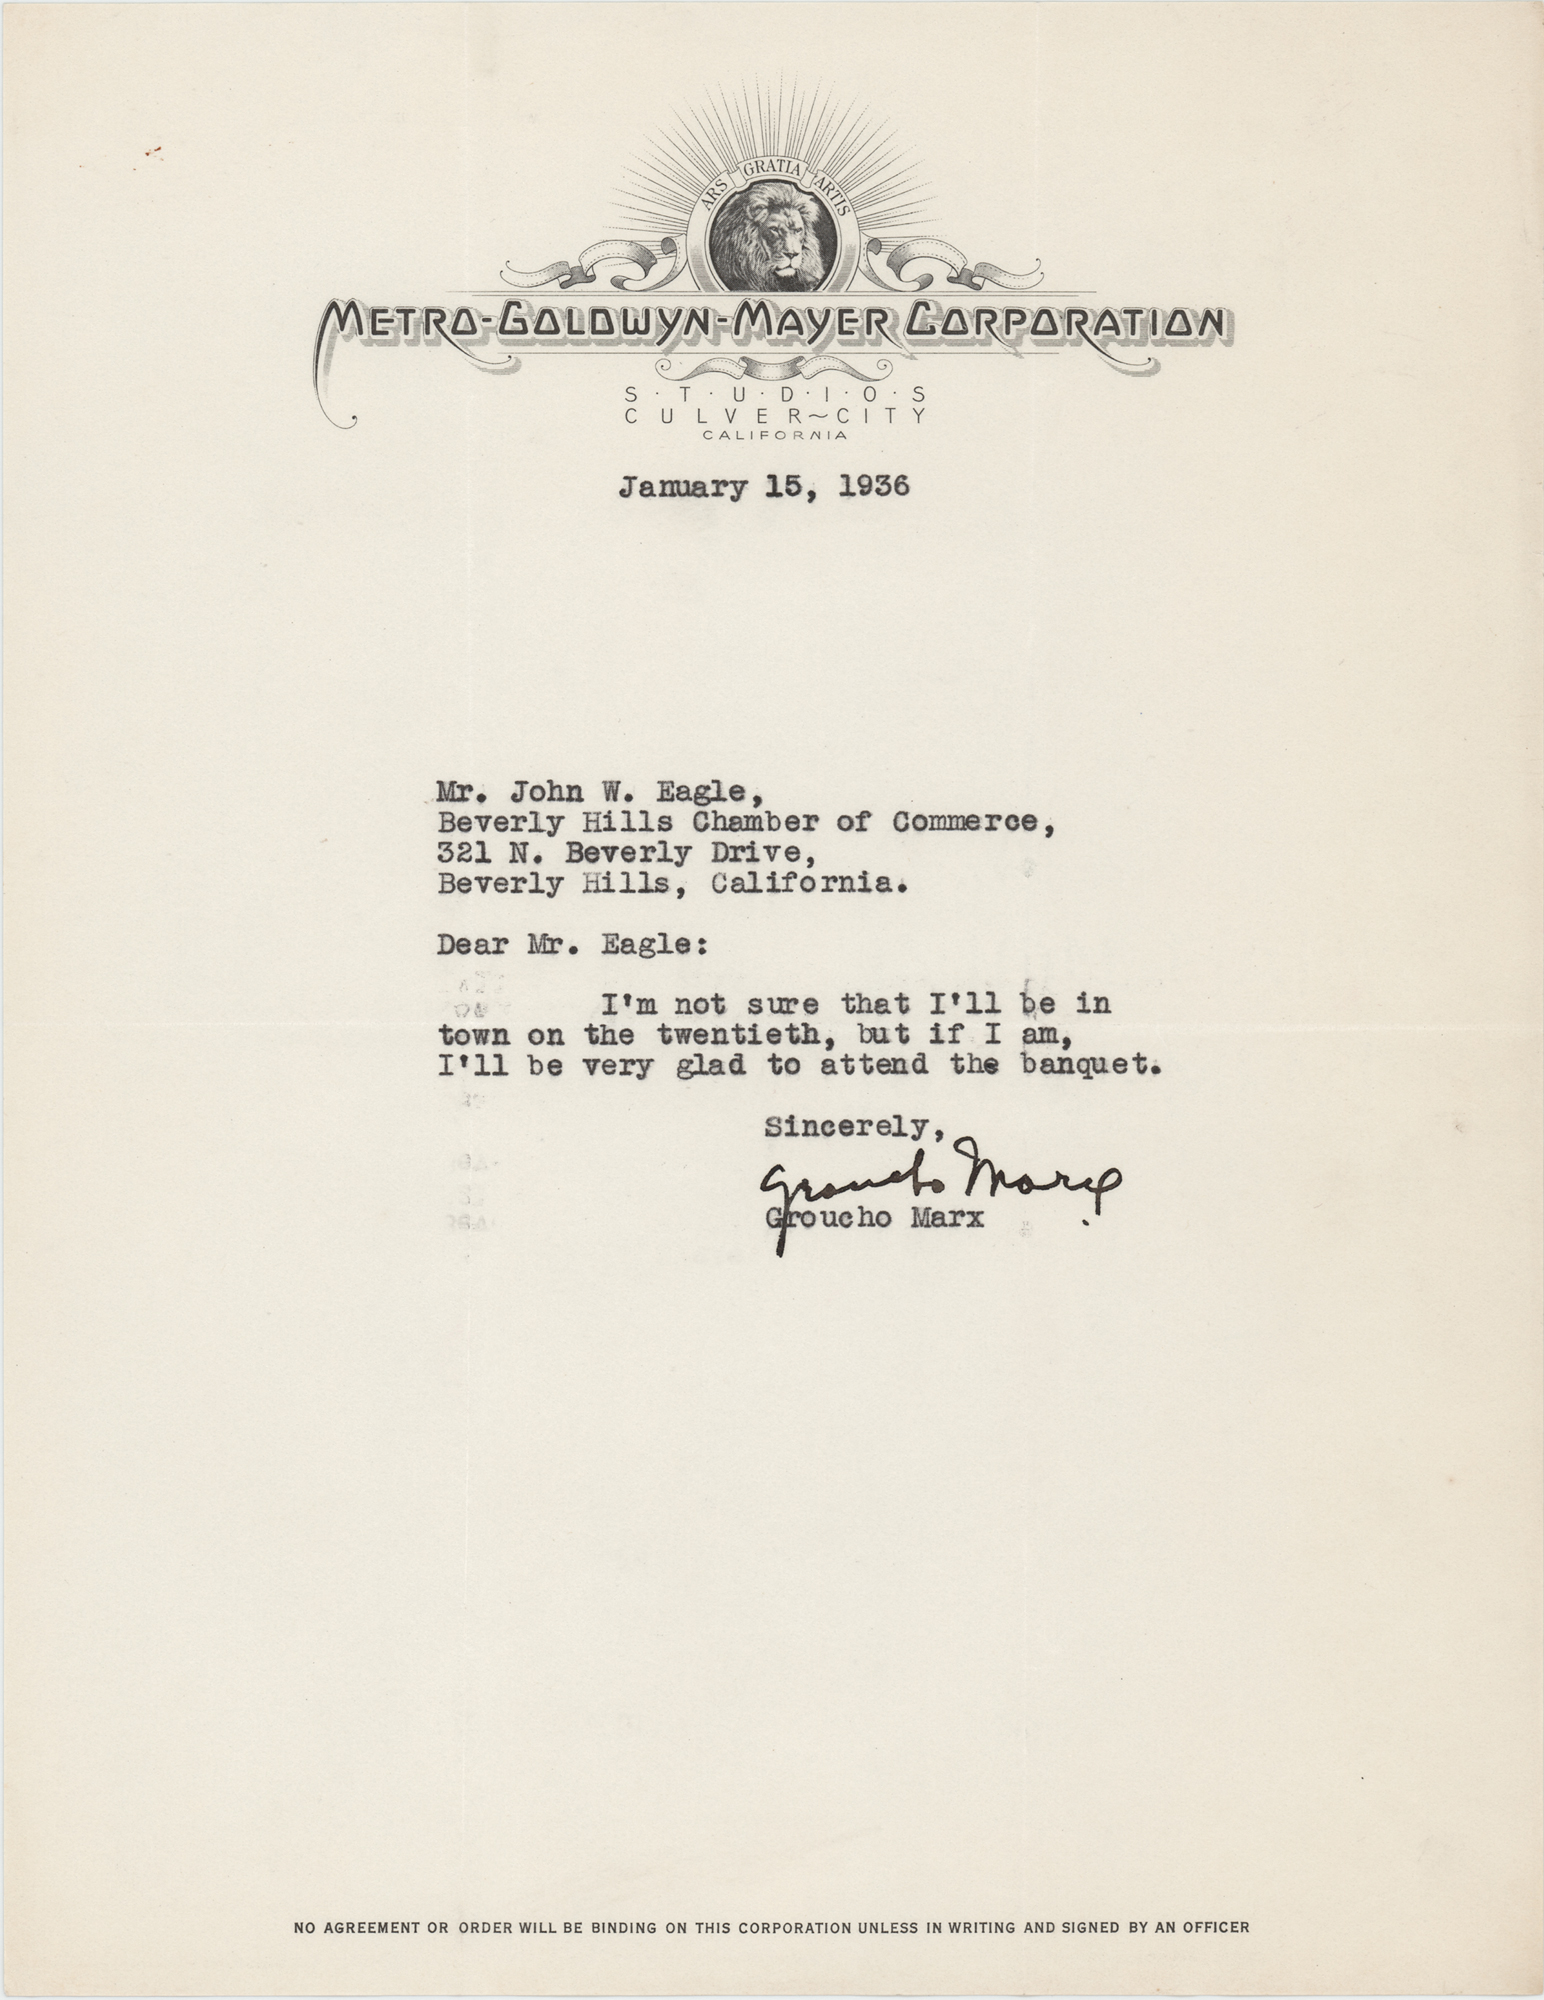 ARS GRATIA ARTIS
METRO-GOLDWYN-MAYER CORPORATION
S·T·U·D·I·O·S
CULVER~CITY
CALIFORNIA
January 15, 1936
Mr. John W. Eagle,
Beverly Hills Chamber of Commerce,
321 N. Beverly Drive,
Beverly Hills, California.
Dear Mr. Eagle:
I'm not sure that I'll be in
town on the twentieth, but if I am,
I'll be very glad to attend the banquet.
Sincerely,
Groucho Marx
Groucho Marx
NO AGREEMENT OR ORDER WILL BE BINDING ON THIS CORPORATION UNLESS IN WRITING AND SIGNED BY AN OFFICER